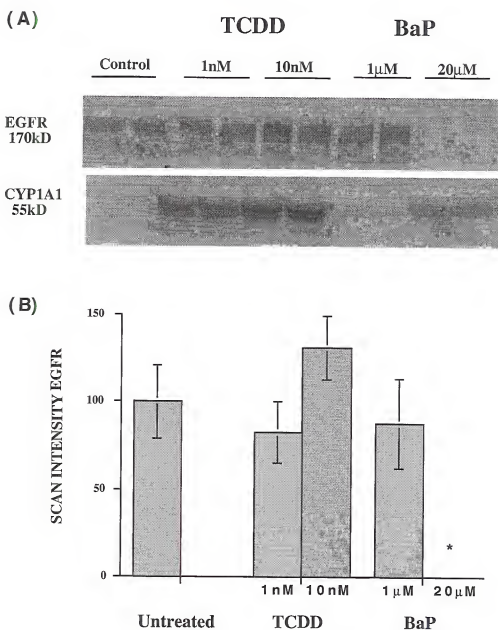 (A)
TCDD BaP
Control 1nM 10nM 1µM 20µM
EGFR
170kD
CYP1A1
55kD
(B)
150
100
50
0
SCAN INTENSITY EGFR
*
1nM 10nM 1µM 20µM
Untreated TCDD BaP